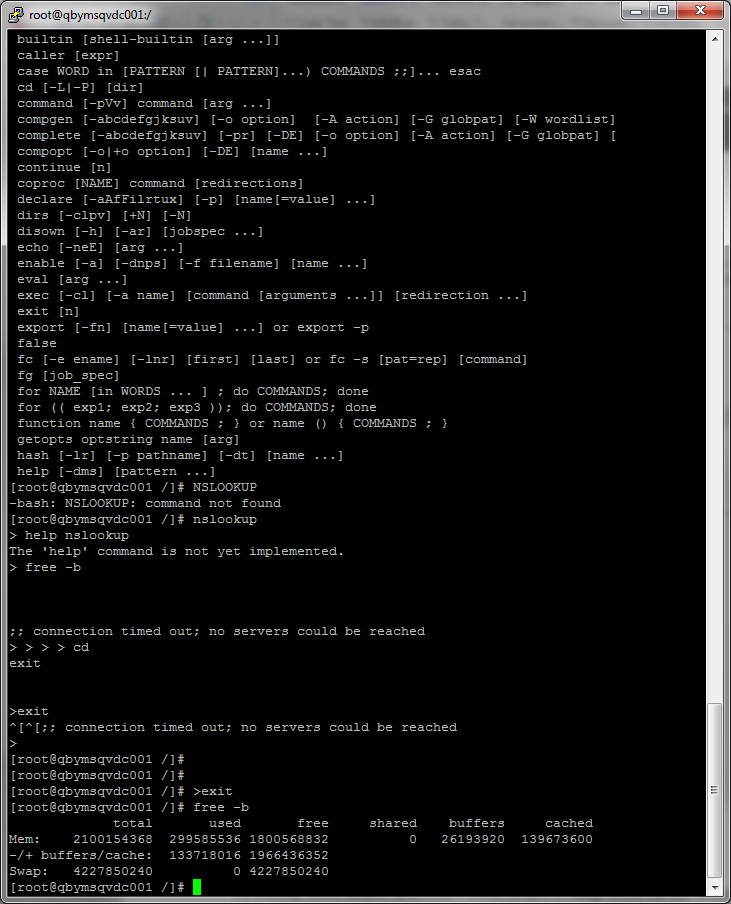 root@qbymsqvdc001:/
builtin [shell-builtin [arg ...]]
caller [expr]
case WORD in [PATTERN [| PATTERN]...) COMMANDS ;;]... esac
cd [-L|-P] [dir]
command [-pVv] command [arg ...]
compgen [-abcdefgjksuv] [-o option]  [-A action] [-G globpat] [-W wordlist]
complete [-abcdefgjksuv] [-pr] [-DE] [-o option] [-A action] [-G globpat] [
compopt [-o|+o option] [-DE] [name ...]
continue [n]
coproc [NAME] command [redirections]
declare [-aAfFilrtux] [-p] [name[=value] ...]
dirs [-clpv] [+N] [-N]
disown [-h] [-ar] [jobspec ...]
echo [-neE] [arg ...]
enable [-a] [-dnps] [-f filename] [name ...]
eval [arg ...]
exec [-cl] [-a name] [command [arguments ...]] [redirection ...]
exit [n]
export [-fn] [name[=value] ...] or export -p
false
fc [-e ename] [-lnr] [first] [last] or fc -s [pat=rep] [command]
fg [job_spec]
for NAME [in WORDS ... ] ; do COMMANDS; done
for (( exp1; exp2; exp3 )); do COMMANDS; done
function name { COMMANDS ; } or name () { COMMANDS ; }
getopts optstring name [arg]
hash [-lr] [-p pathname] [-dt] [name ...]
help [-dms] [pattern ...]
[root@qbymsqvdc001 /]# NSLOOKUP
-bash: NSLOOKUP: command not found
[root@qbymsqvdc001 /]# nslookup
> help nslookup
The 'help' command is not yet implemented.
> free -b
;; connection timed out; no servers could be reached
> > > > cd
exit
>exit
^[^[;; connection timed out; no servers could be reached
>
[root@qbymsqvdc001 /]#
[root@qbymsqvdc001 /]#
[root@qbymsqvdc001 /]# >exit
[root@qbymsqvdc001 /]# free -b
             total       used       free     shared    buffers     cached
Mem:    2100154368  299585536 1800568832          0   26193920  139673600
-/+ buffers/cache:  133718016 1966436352
Swap:   4227850240          0 4227850240
[root@qbymsqvdc001 /]#